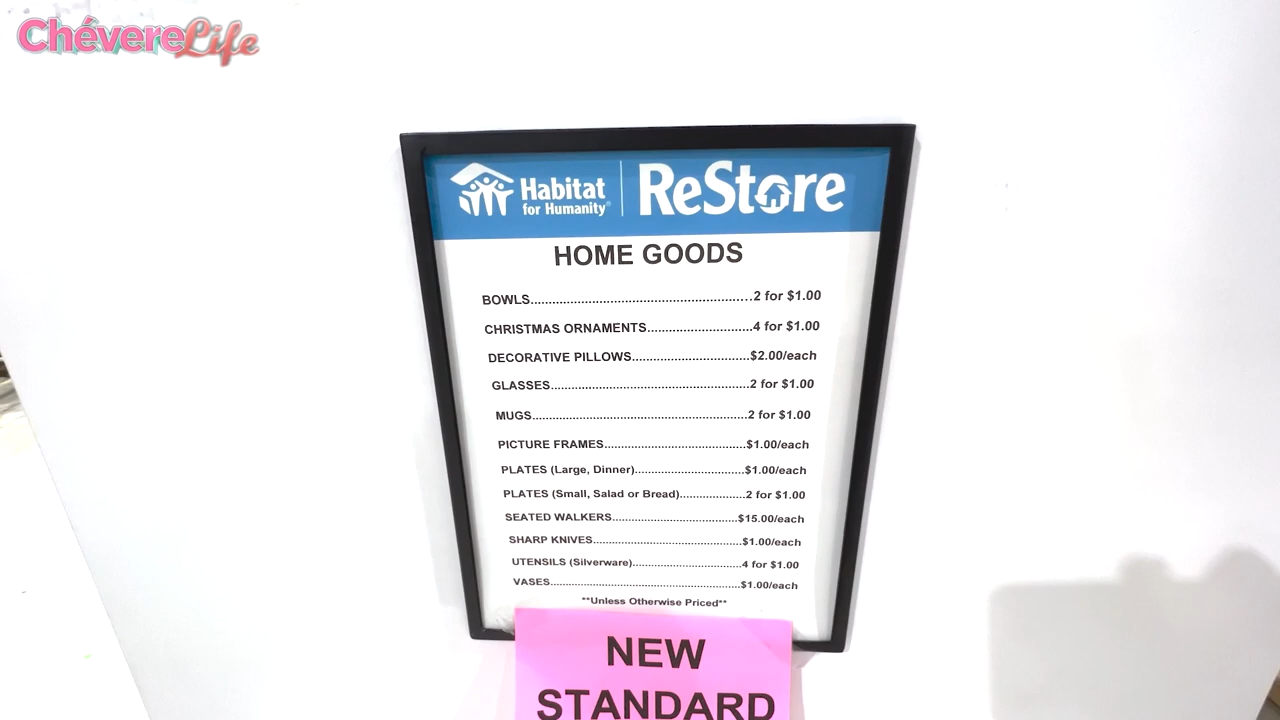 ChévereLife
Habitat for Humanity® | ReStore
HOME GOODS
BOWLS............................................................2 for $1.00
CHRISTMAS ORNAMENTS.............................4 for $1.00
DECORATIVE PILLOWS................................$2.00/each
GLASSES......................................................2 for $1.00
MUGS...........................................................2 for $1.00
PICTURE FRAMES.......................................$1.00/each
PLATES (Large, Dinner)...............................$1.00/each
PLATES (Small, Salad or Bread)....................2 for $1.00
SEATED WALKERS......................................$15.00/each
SHARP KNIVES............................................$1.00/each
UTENSILS (Silverware)..................................4 for $1.00
VASES..........................................................$1.00/each
**Unless Otherwise Priced**
NEW
STANDARD